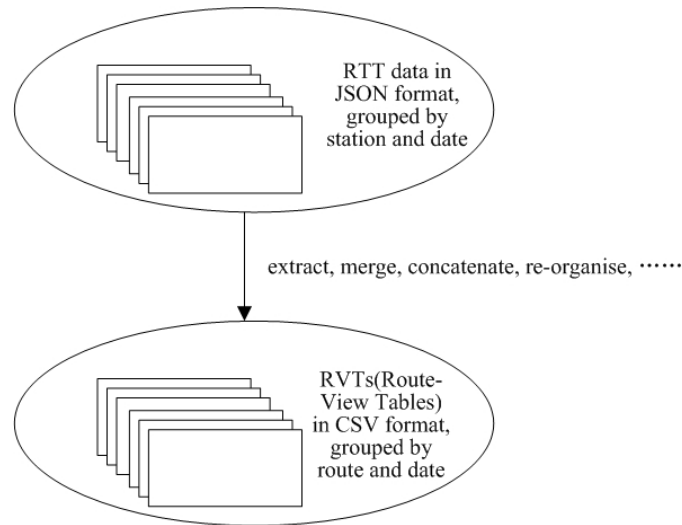 RTT data in
JSON format,
grouped by
station and date
extract, merge, concatenate, re-organise, ⋯⋯
RVTs(Route-
View Tables)
in CSV format,
grouped by
route and date